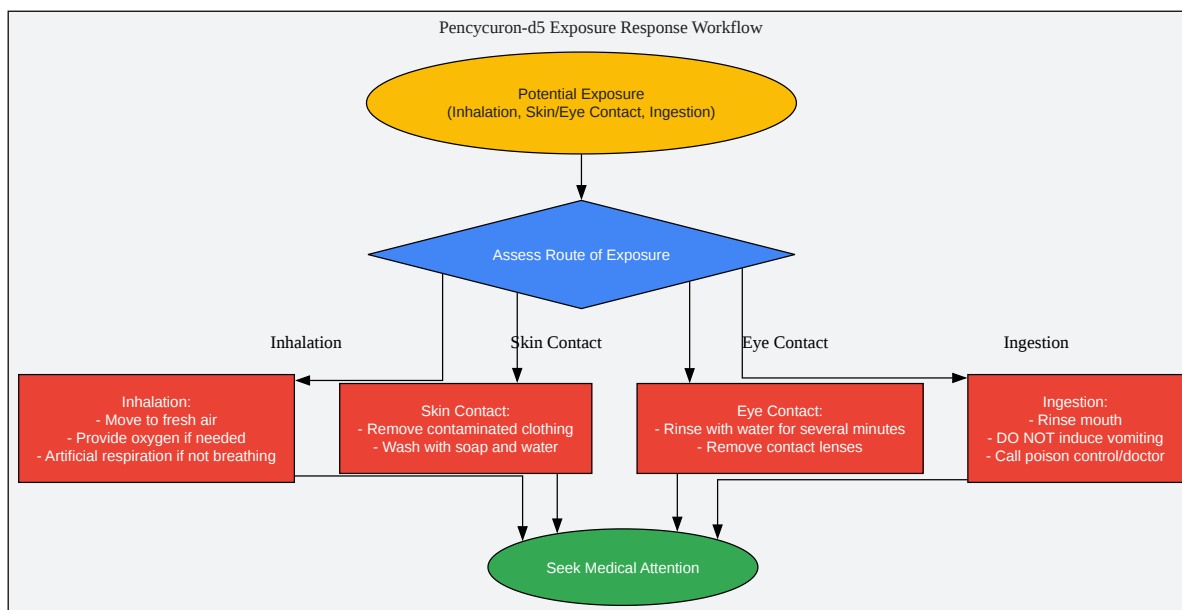 Pencycuron-d5 Exposure Response Workflow
Potential Exposure
(Inhalation, Skin/Eye Contact, Ingestion)
Assess Route of Exposure
Inhalation
Skin Contact
Eye Contact
Ingestion
Inhalation:
- Move to fresh air
- Provide oxygen if needed
- Artificial respiration if not breathing
Skin Contact:
- Remove contaminated clothing
- Wash with soap and water
Eye Contact:
- Rinse with water for several minutes
- Remove contact lenses
Ingestion:
- Rinse mouth
- DO NOT induce vomiting
- Call poison control/doctor
Seek Medical Attention